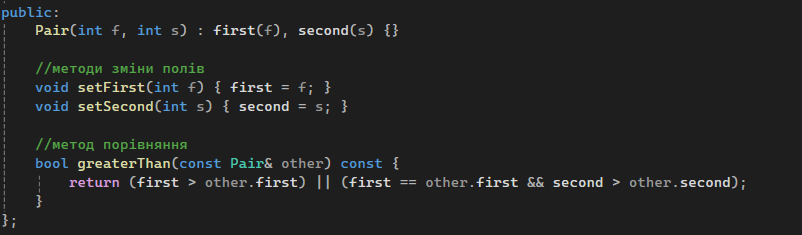 public:
Pair(int f, int s) : first(f), second(s) {}
//методи зміни полів
void setFirst(int f) { first = f; }
void setSecond(int s) { second = s; }
//метод порівняння
bool greaterThan(const Pair& other) const {
return (first > other.first) || (first == other.first && second > other.second);
}
};